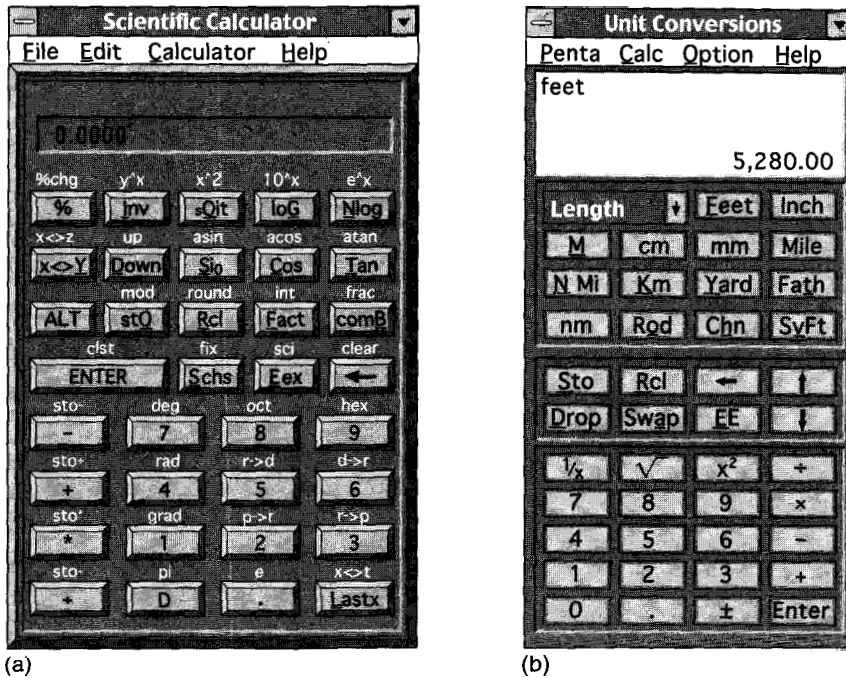 Scientific Calculator
File Edit Calculator Help
0.0000
%chg y^x x^2 10^x e^x
% Inv sQit loG Nlog
x<>z up asin acos atan
x<>Y Down Sio Cos Tan
mod round int frac
ALT stO Rcl Fact comB
clst fix sci clear
ENTER Schs Eex ←
sto- deg oct hex
- 7 8 9
sto+ rad r->d d->r
+ 4 5 6
sto* grad p->r r->p
* 1 2 3
sto÷ pi e x<>t
÷ D . Lastx
(a)
Unit Conversions
Penta Calc Option Help
feet
5,280.00
Length Feet Inch
M cm mm Mile
N Mi Km Yard Fath
nm Rod Chn SvFt
Sto Rcl ← ↑
Drop Swap EE ↓
1/x √ x² ÷
7 8 9 ×
4 5 6 -
1 2 3 +
0 . ± Enter
(b)